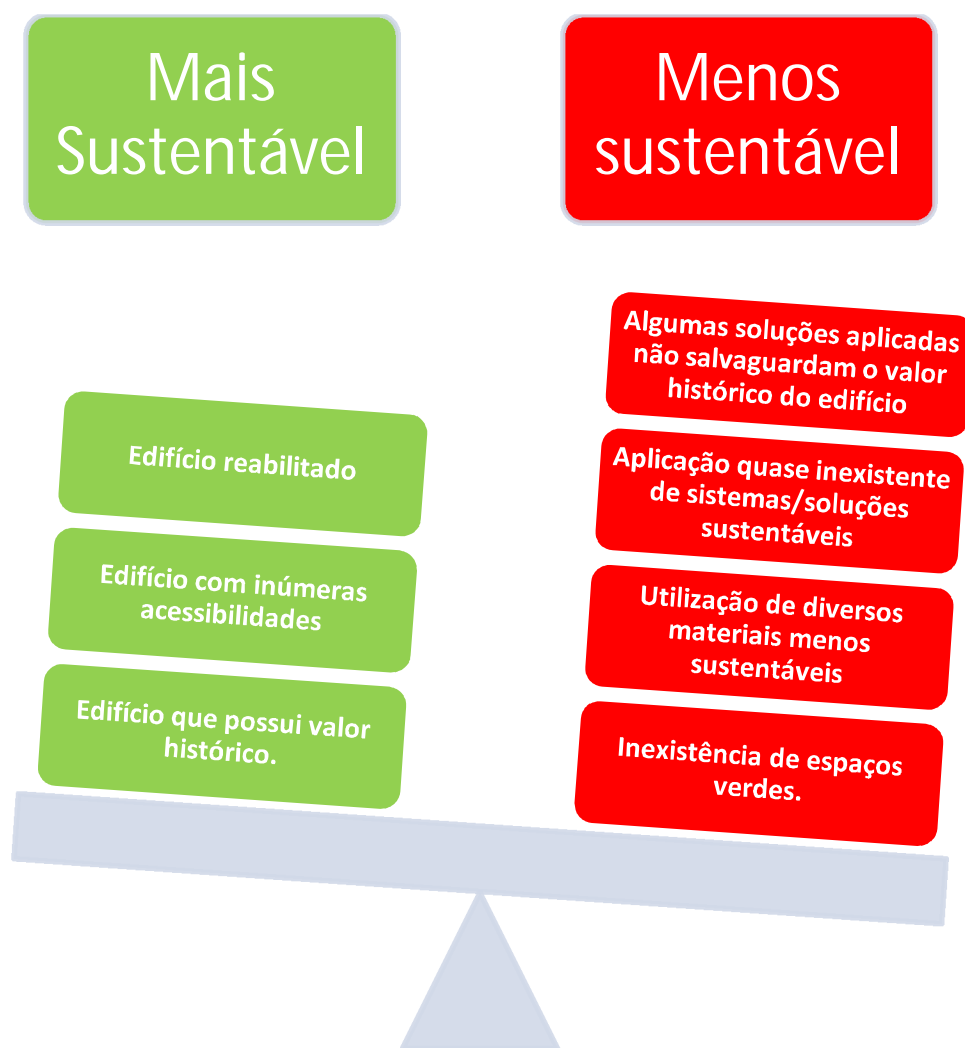 Mais
Sustentável
Menos
sustentável
Edifício reabilitado
Edifício com inúmeras
acessibilidades
Edifício que possui valor
histórico.
Algumas soluções aplicadas
não salvaguardam o valor
histórico do edifício
Aplicação quase inexistente
de sistemas/soluções
sustentáveis
Utilização de diversos
materiais menos
sustentáveis
Inexistência de espaços
verdes.